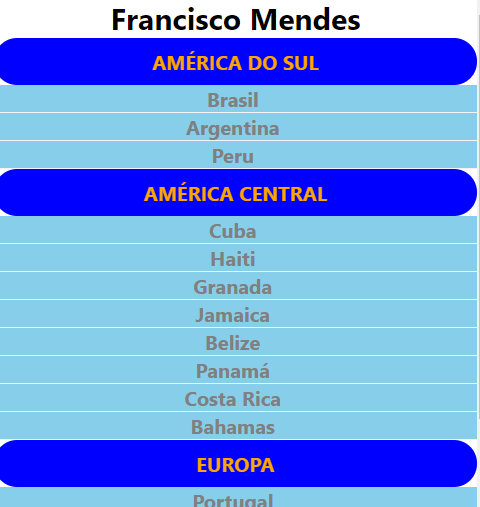 Francisco Mendes
AMÉRICA DO SUL
Brasil
Argentina
Peru
AMÉRICA CENTRAL
Cuba
Haiti
Granada
Jamaica
Belize
Panamá
Costa Rica
Bahamas
EUROPA
Portugal